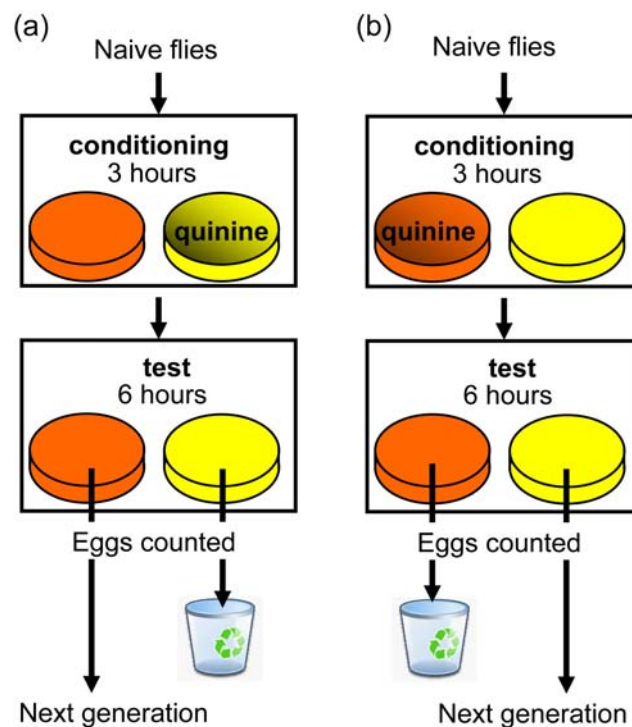 (a)
Naive flies
conditioning
3 hours
quinine
test
6 hours
Eggs counted
Next generation
(b)
Naive flies
conditioning
3 hours
quinine
test
6 hours
Eggs counted
Next generation